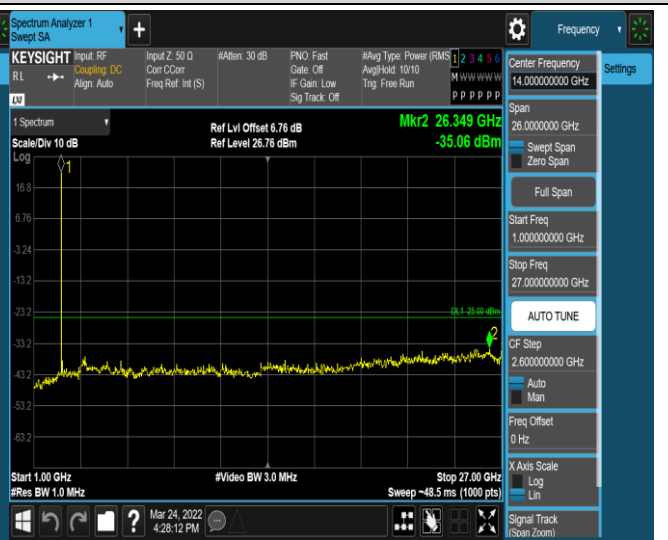 Spectrum Analyzer 1
Swept SA
+
Frequency
KEYSIGHT
RL
LXI
Input: RF
Coupling: DC
Align: Auto
Input Z: 50 Ω
Corr CCorr
Freq Ref: Int (S)
#Atten: 30 dB
PNO: Fast
Gate: Off
IF Gain: Low
Sig Track: Off
#Avg Type: Power (RMS
Avg|Hold: 10/10
Trig: Free Run
1 2 3 4 5 6
M W W W W W
P P P P P P
1 Spectrum
Scale/Div 10 dB
Ref Lvl Offset 6.76 dB
Ref Level 26.76 dBm
Mkr2 26.349 GHz
-35.06 dBm
Log
1
16.8
6.76
-3.24
-13.2
-23.2
DL1 -25.00 dBm
-33.2
2
-43.2
-53.2
-63.2
Start 1.00 GHz
#Video BW 3.0 MHz
Stop 27.00 GHz
#Res BW 1.0 MHz
Sweep ~48.5 ms (1000 pts)
?
Mar 24, 2022
4:28:12 PM
Center Frequency
14.000000000 GHz
Settings
Span
26.0000000 GHz
Swept Span
Zero Span
Full Span
Start Freq
1.000000000 GHz
Stop Freq
27.000000000 GHz
AUTO TUNE
CF Step
2.600000000 GHz
Auto
Man
Freq Offset
0 Hz
X Axis Scale
Log
Lin
Signal Track
(Span Zoom)